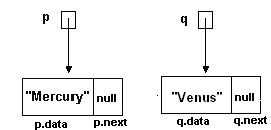 p q
"Mercury" null "Venus" null
p.data p.next q.data q.next